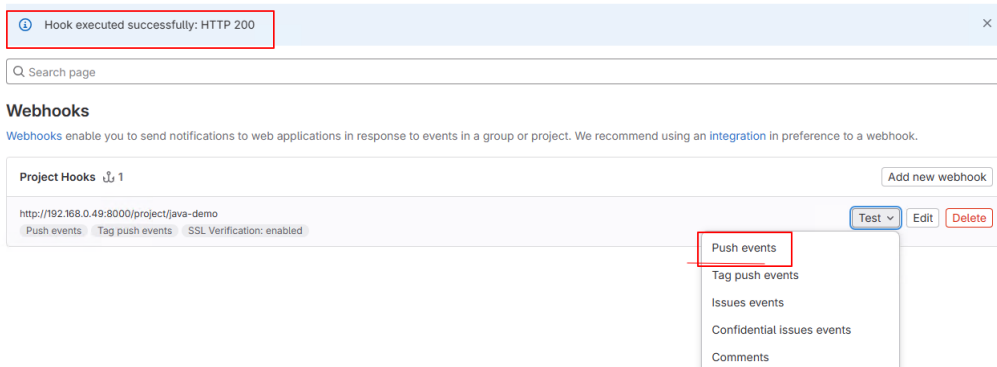 Hook executed successfully: HTTP 200
Search page
Webhooks
Webhooks enable you to send notifications to web applications in response to events in a group or project. We recommend using an integration in preference to a webhook.
Project Hooks 1
Add new webhook
http://192.168.0.49:8000/project/java-demo
Push events Tag push events SSL Verification: enabled
Test Edit Delete
Push events
Tag push events
Issues events
Confidential issues events
Comments